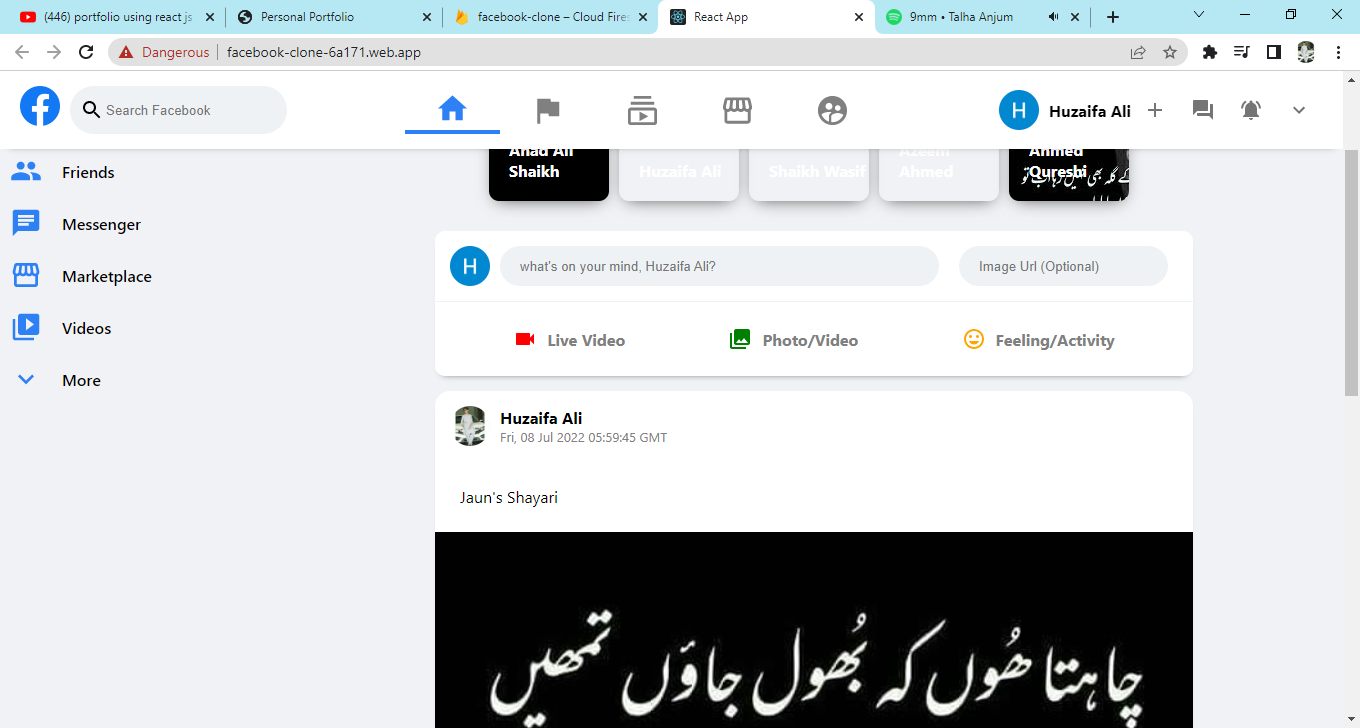 (446) portfolio using react js
Personal Portfolio
facebook-clone – Cloud Fires
React App
9mm • Talha Anjum
Dangerous
facebook-clone-6a171.web.app
Search Facebook
H
Huzaifa Ali
Friends
Messenger
Marketplace
Videos
More
Ahad Ali
Shaikh
Huzaifa Ali
Shaikh Wasif
Azeem
Ahmed
Ahmed
Qureshi
H
what's on your mind, Huzaifa Ali?
Image Url (Optional)
Live Video
Photo/Video
Feeling/Activity
Huzaifa Ali
Fri, 08 Jul 2022 05:59:45 GMT
Jaun's Shayari
چاہتا ھُوں کہ بُھول جاؤں تمھیں